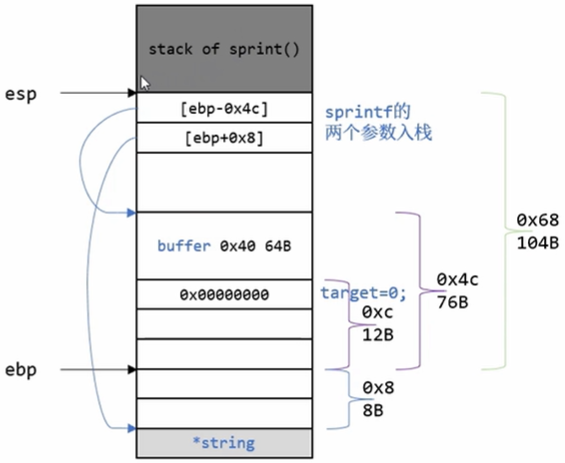 stack of sprint()
esp
[ebp-0x4c]
[ebp+0x8]
sprintf的
两个参数入栈
buffer 0x40 64B
0x68
104B
0x00000000
target=0;
0x4c
76B
0xc
12B
ebp
0x8
8B
*string